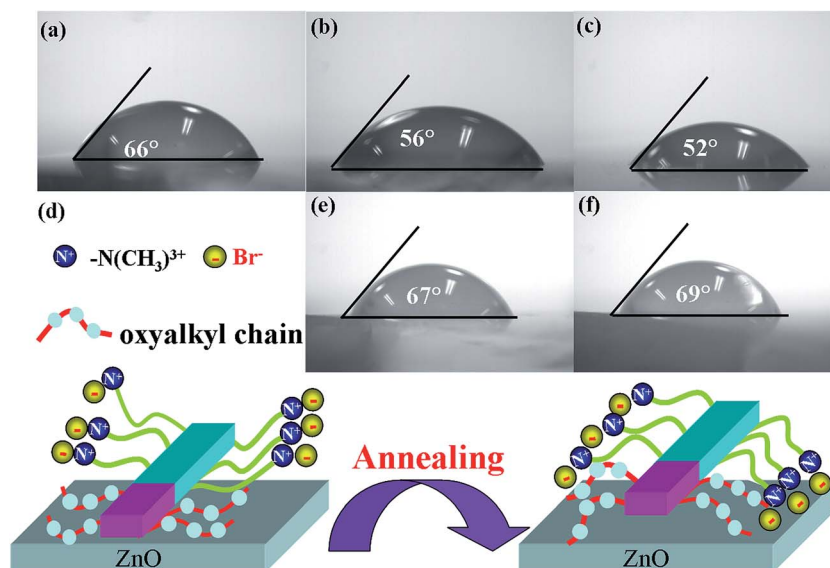 (a)
66°
(b)
56°
(c)
52°
(d)
N⁺ -N(CH₃)³⁺ - Br⁻
oxyalkyl chain
(e)
67°
(f)
69°
N⁺ -
- N⁺
- N⁺
N⁺ -
N⁺ -
N⁺ -
ZnO
Annealing
- N⁺
- N⁺
- N⁺
N⁺
N⁺ N⁺ N⁺
- - -
ZnO